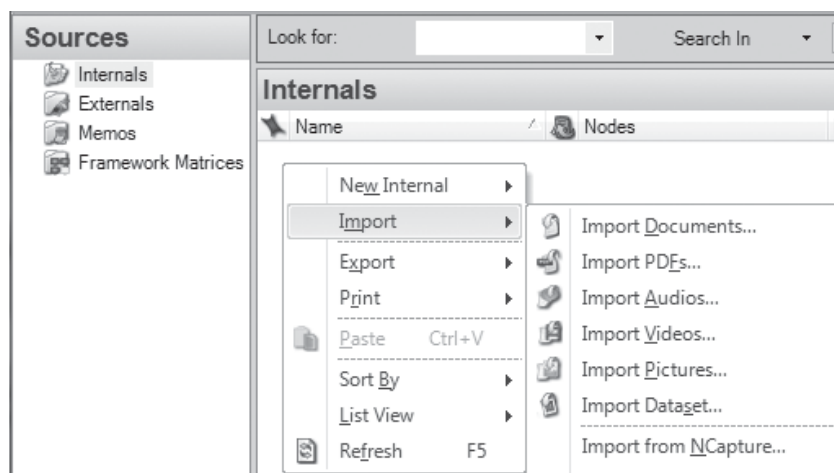 Sources
Internals
Externals
Memos
Framework Matrices
Look for:
Search In
Internals
Name
Nodes
New Internal
Import
Export
Print
Paste Ctrl+V
Sort By
List View
Refresh F5
Import Documents...
Import PDFs...
Import Audios...
Import Videos...
Import Pictures...
Import Dataset...
Import from NCapture...